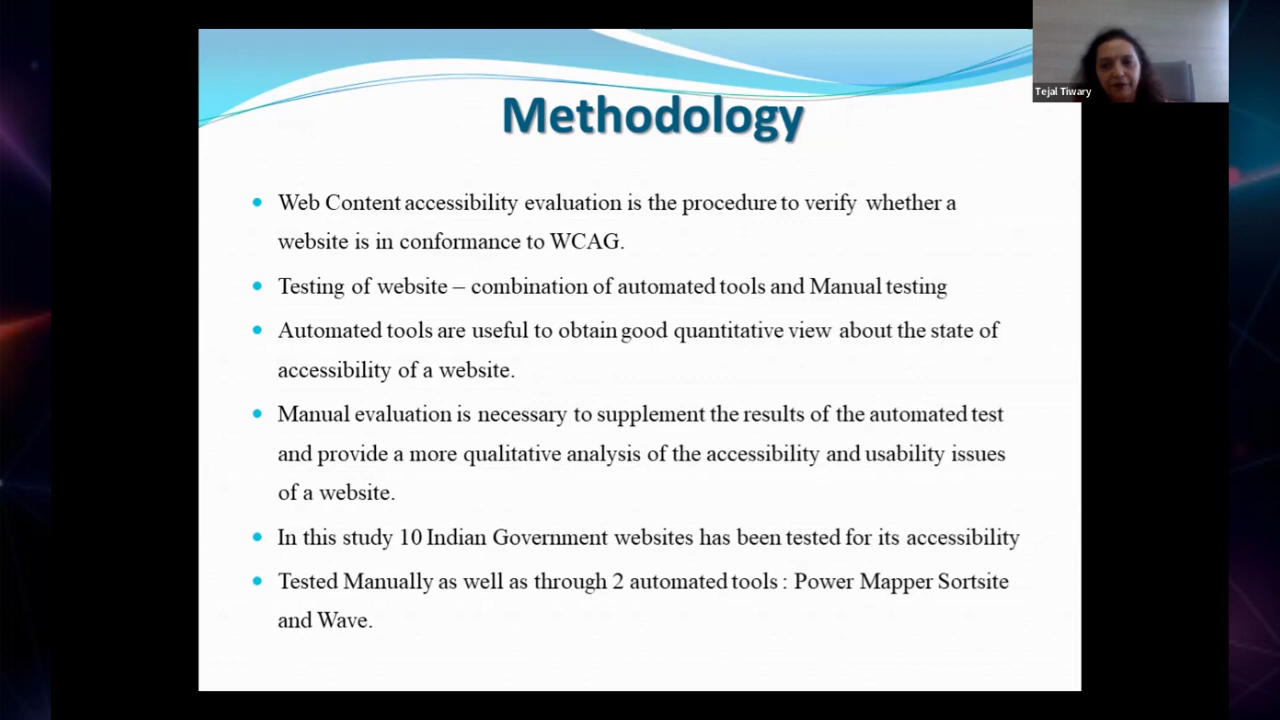 Tejal Tiwary
Methodology
Web Content accessibility evaluation is the procedure to verify whether a
website is in conformance to WCAG.
Testing of website – combination of automated tools and Manual testing
Automated tools are useful to obtain good quantitative view about the state of
accessibility of a website.
Manual evaluation is necessary to supplement the results of the automated test
and provide a more qualitative analysis of the accessibility and usability issues
of a website.
In this study 10 Indian Government websites has been tested for its accessibility
Tested Manually as well as through 2 automated tools : Power Mapper Sortsite
and Wave.